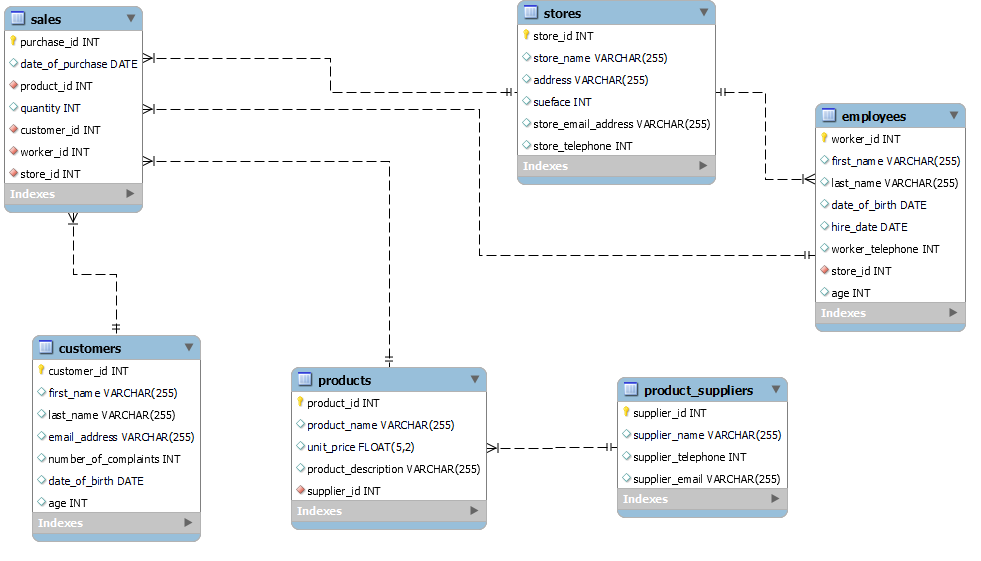 sales
purchase_id INT
date_of_purchase DATE
product_id INT
quantity INT
customer_id INT
worker_id INT
store_id INT
Indexes
stores
store_id INT
store_name VARCHAR(255)
address VARCHAR(255)
sueface INT
store_email_address VARCHAR(255)
store_telephone INT
Indexes
employees
worker_id INT
first_name VARCHAR(255)
last_name VARCHAR(255)
date_of_birth DATE
hire_date DATE
worker_telephone INT
store_id INT
age INT
Indexes
customers
customer_id INT
first_name VARCHAR(255)
last_name VARCHAR(255)
email_address VARCHAR(255)
number_of_complaints INT
date_of_birth DATE
age INT
Indexes
products
product_id INT
product_name VARCHAR(255)
unit_price FLOAT(5,2)
product_description VARCHAR(255)
supplier_id INT
Indexes
product_suppliers
supplier_id INT
supplier_name VARCHAR(255)
supplier_telephone INT
supplier_email VARCHAR(255)
Indexes